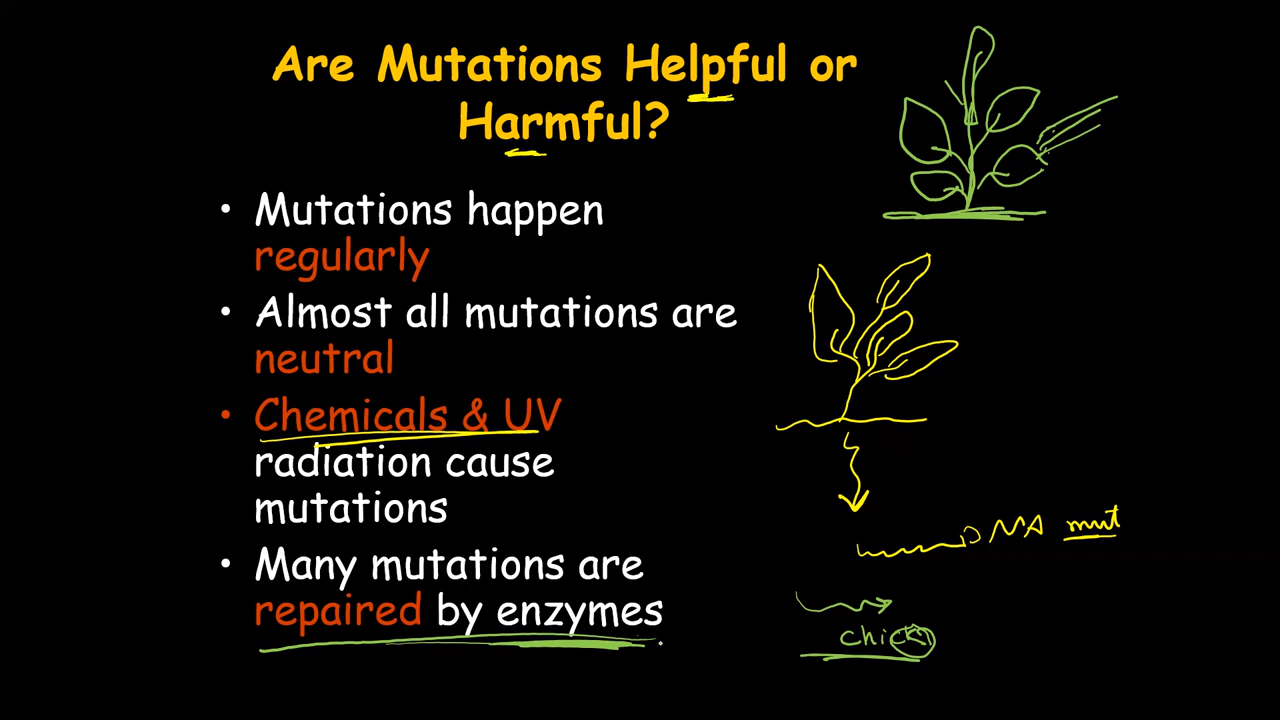 Are Mutations Helpful or
Harmful?
• Mutations happen
regularly
• Almost all mutations are
neutral
• Chemicals & UV
radiation cause
mutations
• Many mutations are
repaired by enzymes
DNA mut